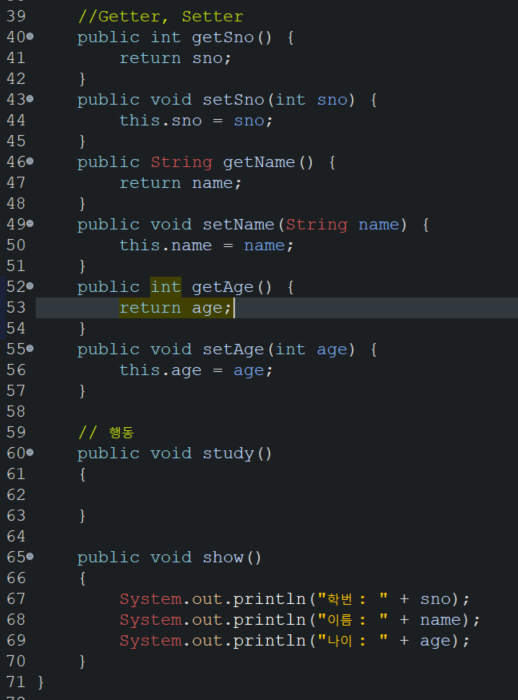 39 //Getter, Setter
40 public int getSno() {
41 return sno;
42 }
43 public void setSno(int sno) {
44 this.sno = sno;
45 }
46 public String getName() {
47 return name;
48 }
49 public void setName(String name) {
50 this.name = name;
51 }
52 public int getAge() {
53 return age;
54 }
55 public void setAge(int age) {
56 this.age = age;
57 }
58
59 // 행동
60 public void study()
61 {
62
63 }
64
65 public void show()
66 {
67 System.out.println("학번 : " + sno);
68 System.out.println("이름 : " + name);
69 System.out.println("나이 : " + age);
70 }
71 }